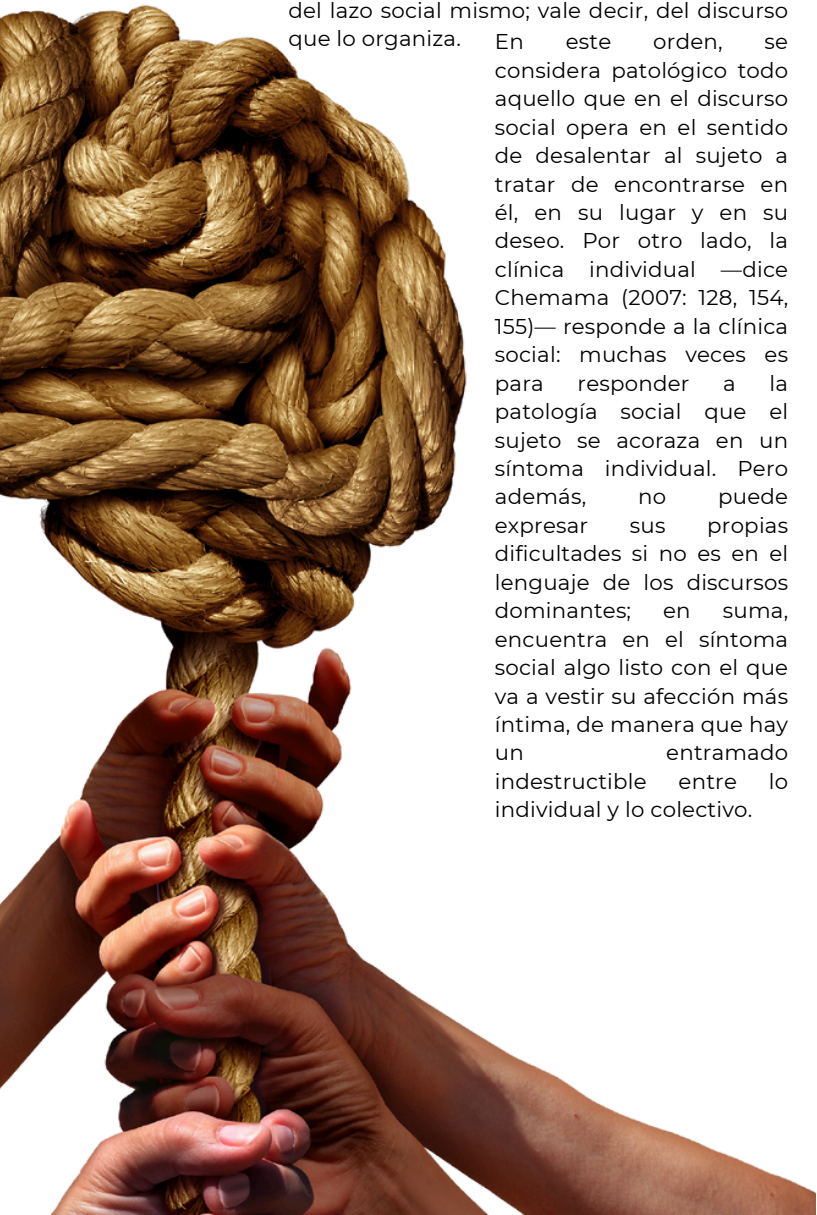 del lazo social mismo; vale decir, del discurso
que lo organiza.
En este orden, se
considera patológico todo
aquello que en el discurso
social opera en el sentido
de desalentar al sujeto a
tratar de encontrarse en
él, en su lugar y en su
deseo. Por otro lado, la
clínica individual —dice
Chemama (2007: 128, 154,
155)— responde a la clínica
social: muchas veces es
para responder a la
patología social que el
sujeto se acoraza en un
síntoma individual. Pero
además, no puede
expresar sus propias
dificultades si no es en el
lenguaje de los discursos
dominantes; en suma,
encuentra en el síntoma
social algo listo con el que
va a vestir su afección más
íntima, de manera que hay
un entramado
indestructible entre lo
individual y lo colectivo.